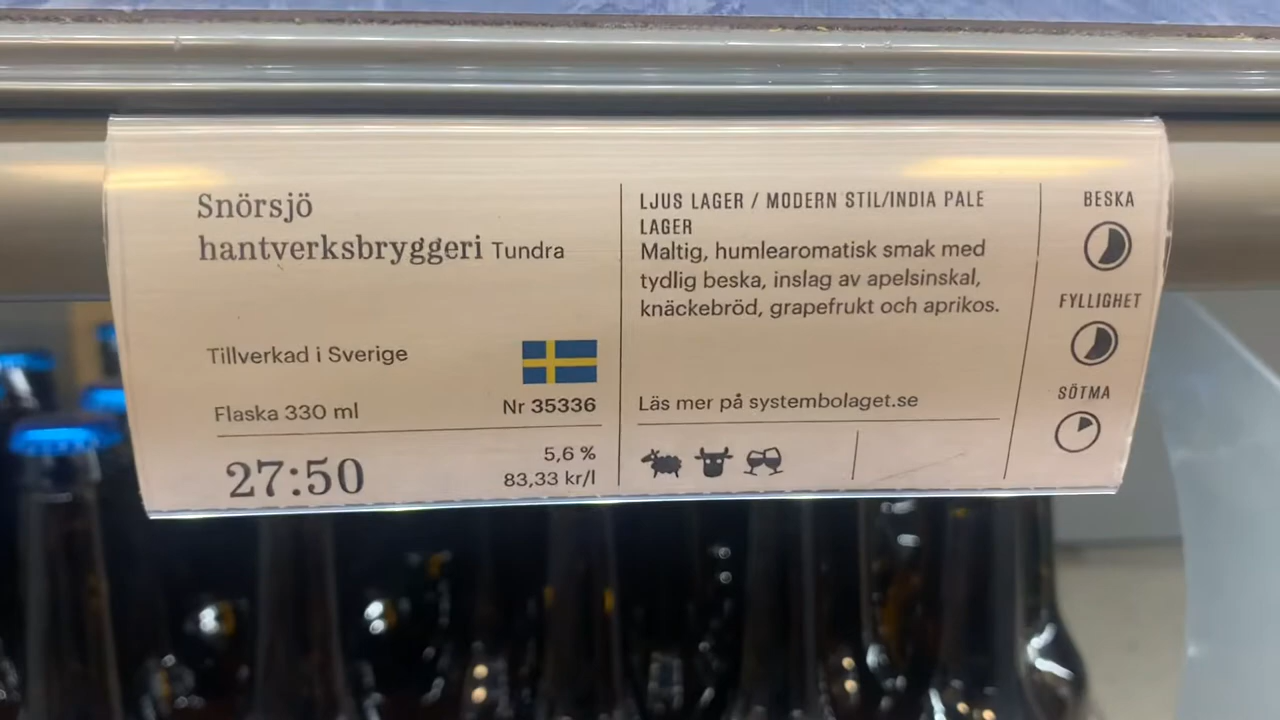 Snörsjö
hantverksbryggeri Tundra
Tillverkad i Sverige
Flaska 330 ml
Nr 35336
27:50
5,6 %
83,33 kr/l
LJUS LAGER / MODERN STIL/INDIA PALE
LAGER
Maltig, humlearomatisk smak med
tydlig beska, inslag av apelsinskal,
knäckebröd, grapefrukt och aprikos.
Läs mer på systembolaget.se
BESKA
FYLLIGHET
SÖTMA